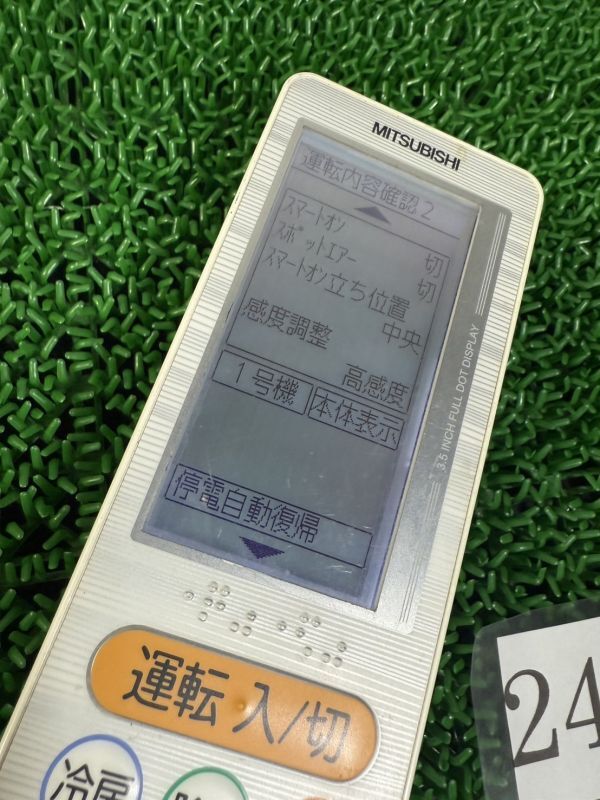 MITSUBISHI
運転内容確認2
スマートオン 切
スポットエアー 切
スマートオン立ち位置
中央
感度調整
高感度
1号機 本体表示
停電自動復帰
3.5 INCH FULL DOT DISPLAY
運転 入/切
冷房
24